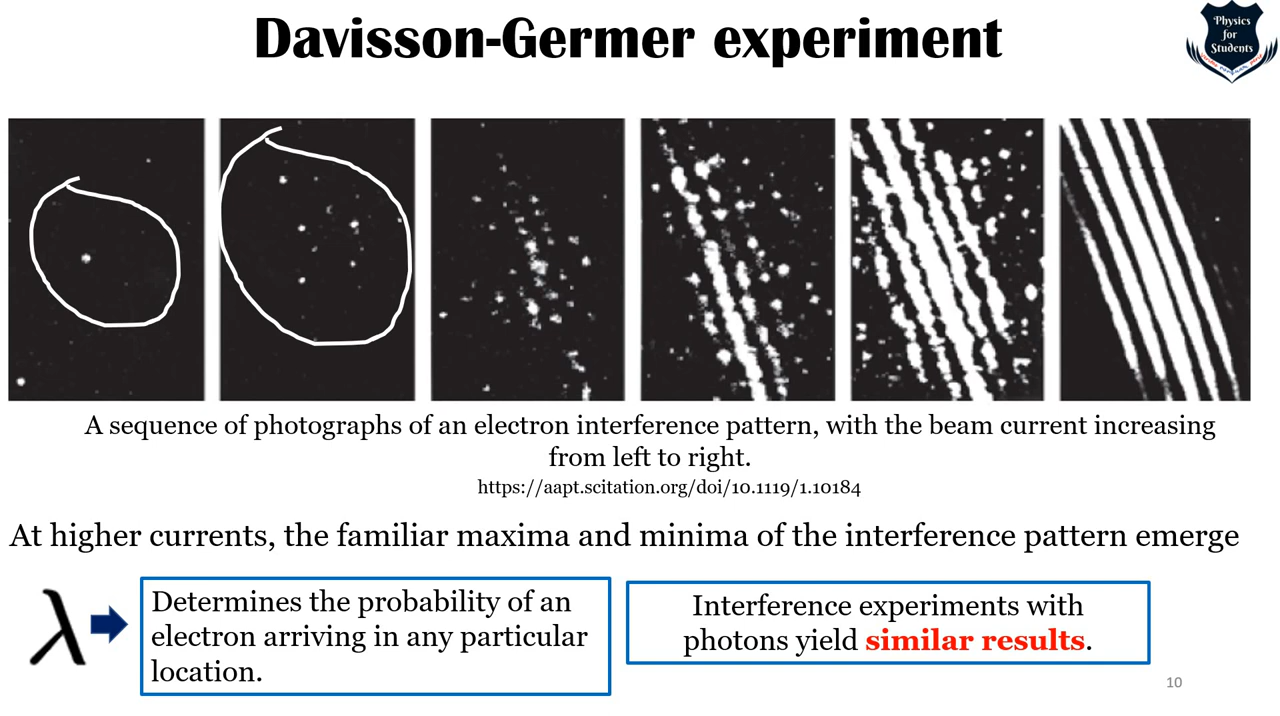 Davisson-Germer experiment
Physics
for
Students
A sequence of photographs of an electron interference pattern, with the beam current increasing
from left to right.
https://aapt.scitation.org/doi/10.1119/1.10184
At higher currents, the familiar maxima and minima of the interference pattern emerge
λ
Determines the probability of an
electron arriving in any particular
location.
Interference experiments with
photons yield similar results.
10